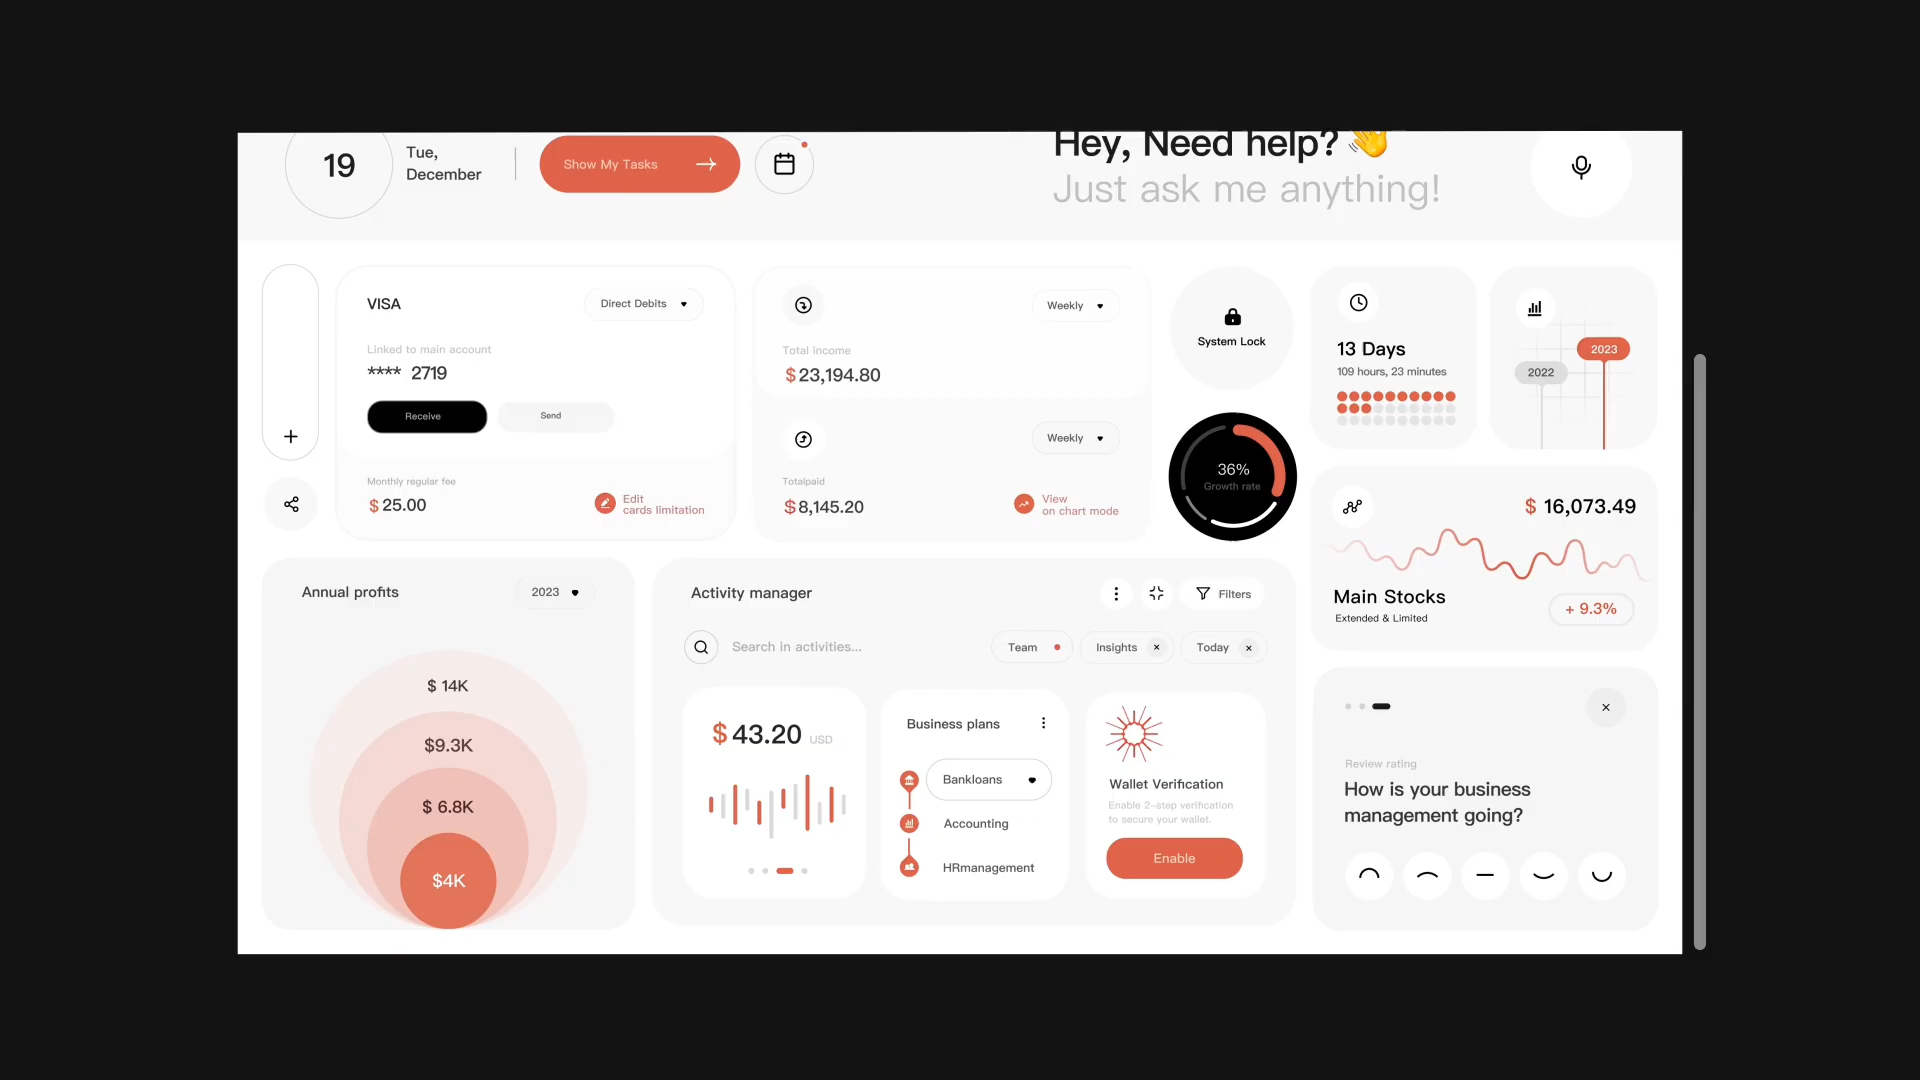 19
Tue,
December
Show My Tasks
Hey, Need help? 👋
Just ask me anything!
VISA
Direct Debits
Linked to main account
**** 2719
Receive
Send
Monthly regular fee
$ 25.00
Edit
cards limitation
Weekly
Total income
$ 23,194.80
Weekly
Totalpaid
$ 8,145.20
View
on chart mode
System Lock
36%
Growth rate
13 Days
109 hours, 23 minutes
2023
2022
$ 16,073.49
Main Stocks
Extended & Limited
+ 9.3%
Annual profits
2023
$ 14K
$9.3K
$ 6.8K
$4K
Activity manager
Filters
Search in activities...
Team
Insights
Today
$ 43.20 USD
Business plans
Bankloans
Accounting
HRmanagement
Wallet Verification
Enable 2-step verification
to secure your wallet.
Enable
Review rating
How is your business
management going?